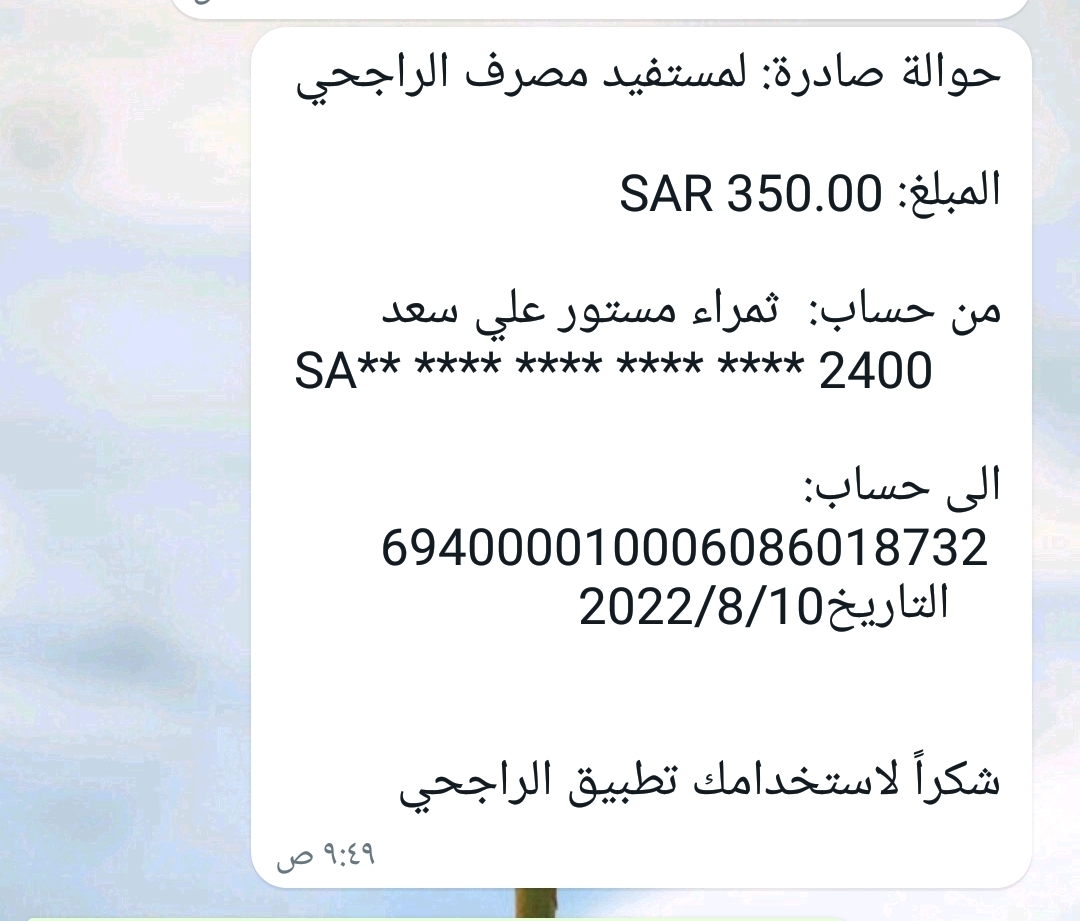 حوالة صادرة: لمستفيد مصرف الراجحي
المبلغ: SAR 350.00
من حساب: ثمراء مستور علي سعد
SA** **** **** **** **** 2400
الى حساب:
694000010006086018732
التاريخ2022/8/10
شكراً لاستخدامك تطبيق الراجحي
٩:٤٩ ص